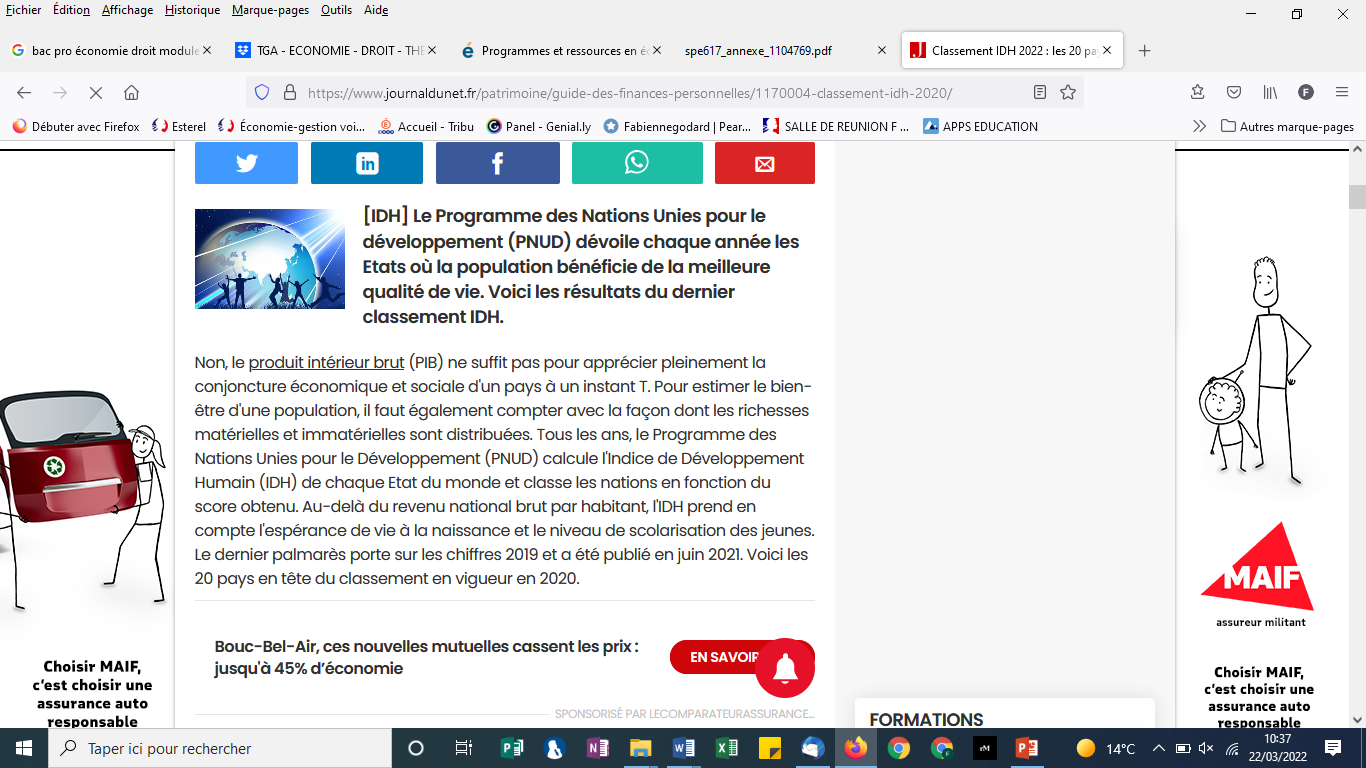 Fichier Édition Affichage Historique Marque-pages Outils Aide
bac pro économie droit module
TGA - ECONOMIE - DROIT - THE
Programmes et ressources en éc
spe617_annexe_1104769.pdf
Classement IDH 2022 : les 20 pa
https://www.journaldunet.fr/patrimoine/guide-des-finances-personnelles/1170004-classement-idh-2020/
Débuter avec Firefox
Esterel
Économie-gestion voi...
Accueil - Tribu
Panel - Genial.ly
Fabiennegodard | Pear...
SALLE DE REUNION F ...
APPS EDUCATION
Autres marque-pages
[IDH] Le Programme des Nations Unies pour le
développement (PNUD) dévoile chaque année les
Etats où la population bénéficie de la meilleure
qualité de vie. Voici les résultats du dernier
classement IDH.
Non, le produit intérieur brut (PIB) ne suffit pas pour apprécier pleinement la
conjoncture économique et sociale d'un pays à un instant T. Pour estimer le bien-
être d'une population, il faut également compter avec la façon dont les richesses
matérielles et immatérielles sont distribuées. Tous les ans, le Programme des
Nations Unies pour le Développement (PNUD) calcule l'Indice de Développement
Humain (IDH) de chaque Etat du monde et classe les nations en fonction du
score obtenu. Au-delà du revenu national brut par habitant, l'IDH prend en
compte l'espérance de vie à la naissance et le niveau de scolarisation des jeunes.
Le dernier palmarès porte sur les chiffres 2019 et a été publié en juin 2021. Voici les
20 pays en tête du classement en vigueur en 2020.
Bouc-Bel-Air, ces nouvelles mutuelles cassent les prix :
jusqu'à 45% d'économie
EN SAVOIR
SPONSORISÉ PAR LECOMPARATEURASSURANCE...
FORMATIONS
Choisir MAIF,
c'est choisir une
assurance auto
responsable
MAIF
assureur militant
Choisir MAIF,
c'est choisir une
assurance auto
responsable
Taper ici pour rechercher
14°C
10:37
22/03/2022